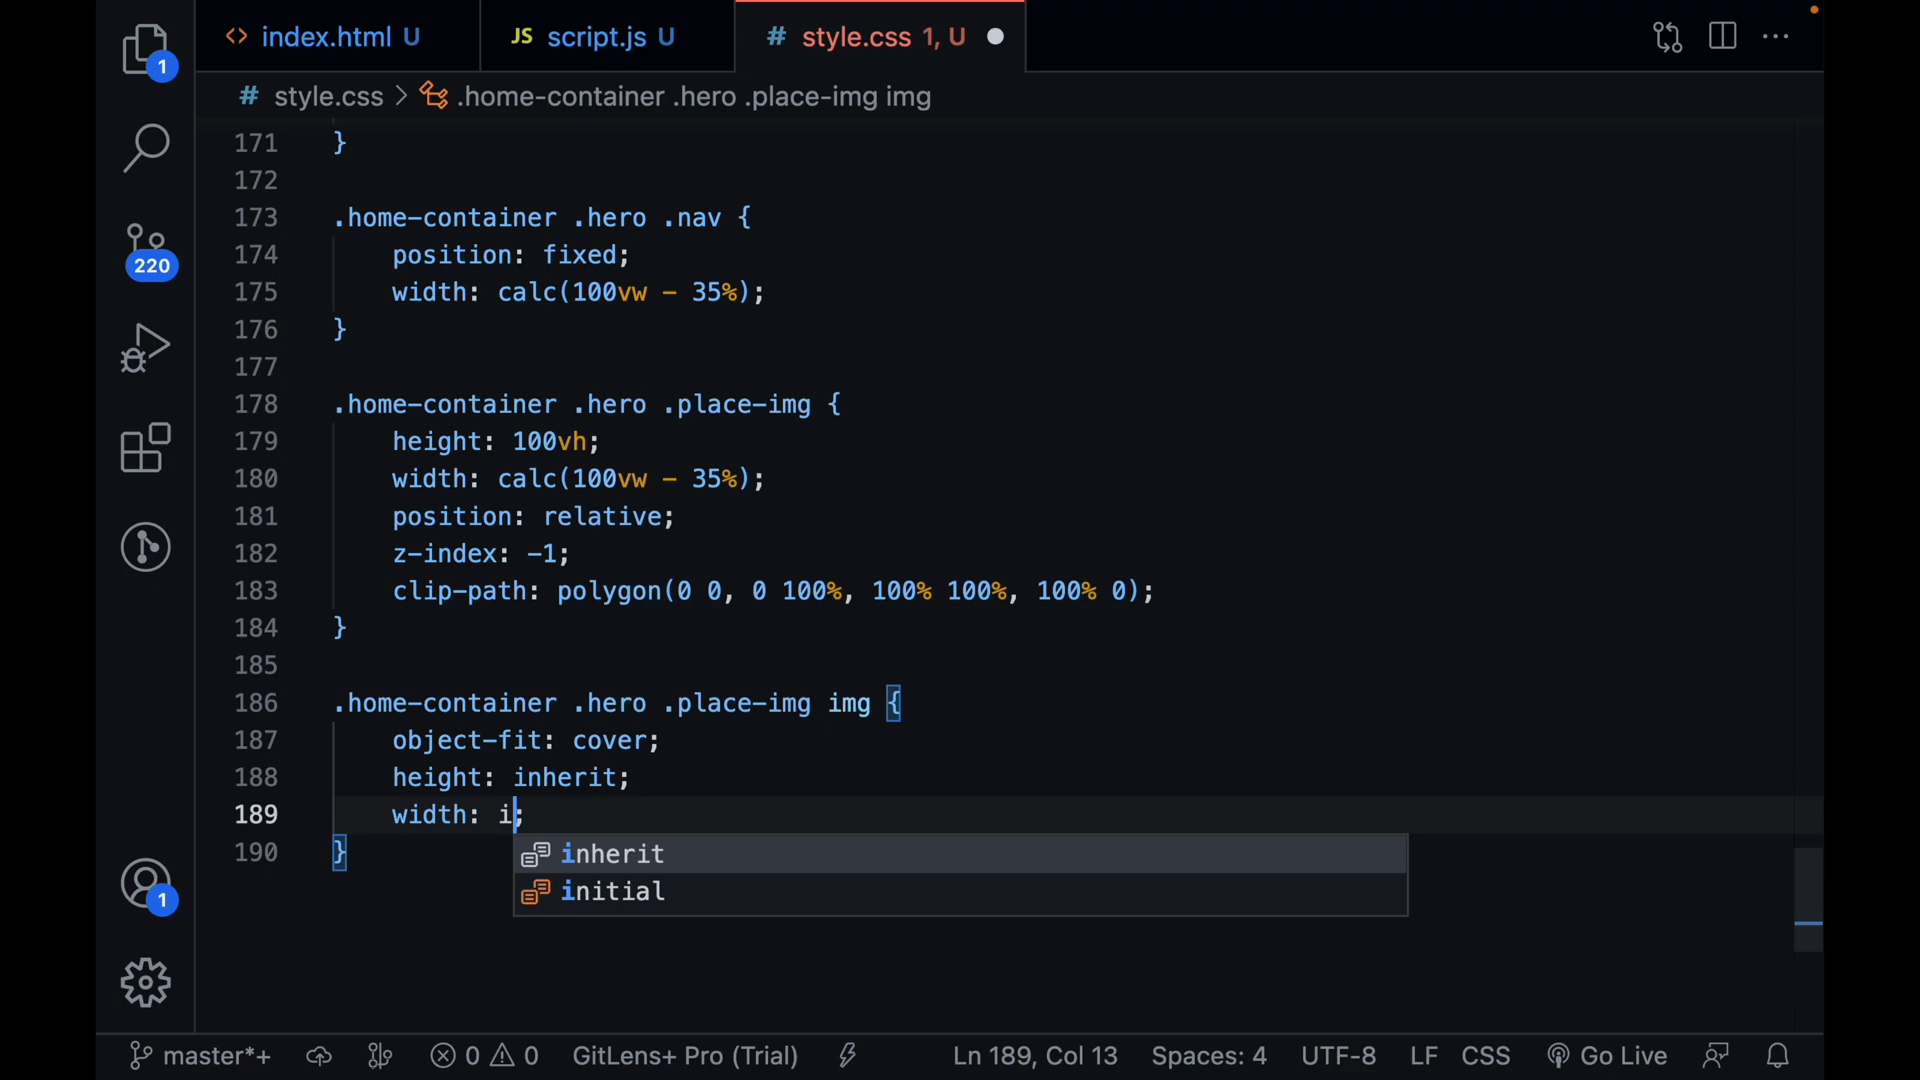 index.html U
JS script.js U
# style.css 1, U
# style.css > .home-container .hero .place-img img
1
220
1
171 }
172
173 .home-container .hero .nav {
174 position: fixed;
175 width: calc(100vw - 35%);
176 }
177
178 .home-container .hero .place-img {
179 height: 100vh;
180 width: calc(100vw - 35%);
181 position: relative;
182 z-index: -1;
183 clip-path: polygon(0 0, 0 100%, 100% 100%, 100% 0);
184 }
185
186 .home-container .hero .place-img img {
187 object-fit: cover;
188 height: inherit;
189 width: i;
190 }
inherit
initial
master*+ 0 0 GitLens+ Pro (Trial) Ln 189, Col 13 Spaces: 4 UTF-8 LF CSS Go Live